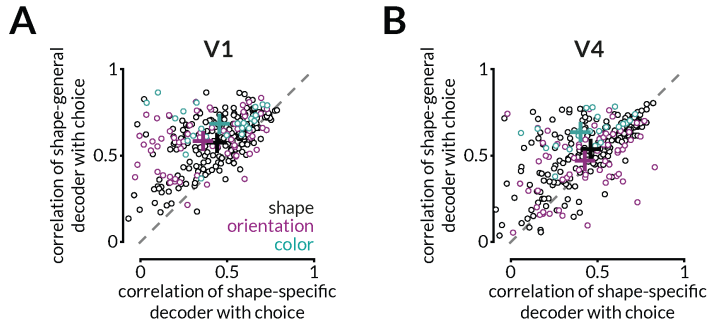 A
V1
correlation of shape-general
decoder with choice
1
0.5
0
shape
orientation
color
0
0.5
1
correlation of shape-specific
decoder with choice
B
V4
correlation of shape-general
decoder with choice
1
0.5
0
0
0.5
1
correlation of shape-specific
decoder with choice